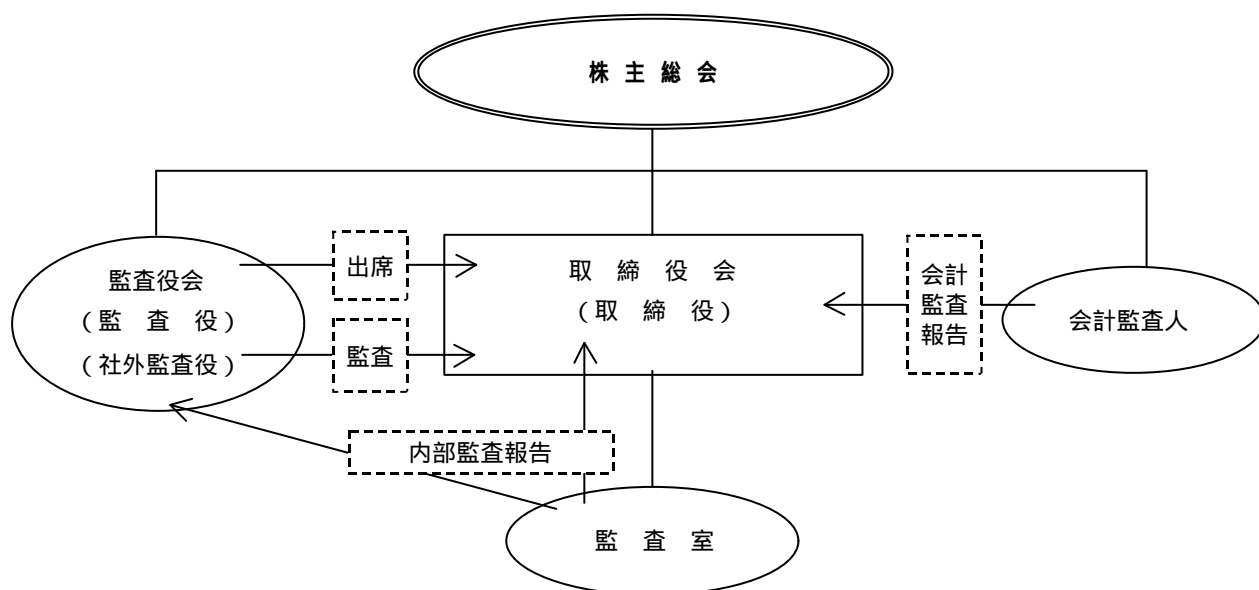 株 主 総 会
監査役会
（ 監 査 役 ）
（ 社外監査役 ）
出席
監査
取 締 役 会
（ 取 締 役 ）
会計
監査
報告
会計監査人
内部監査報告
監 査 室